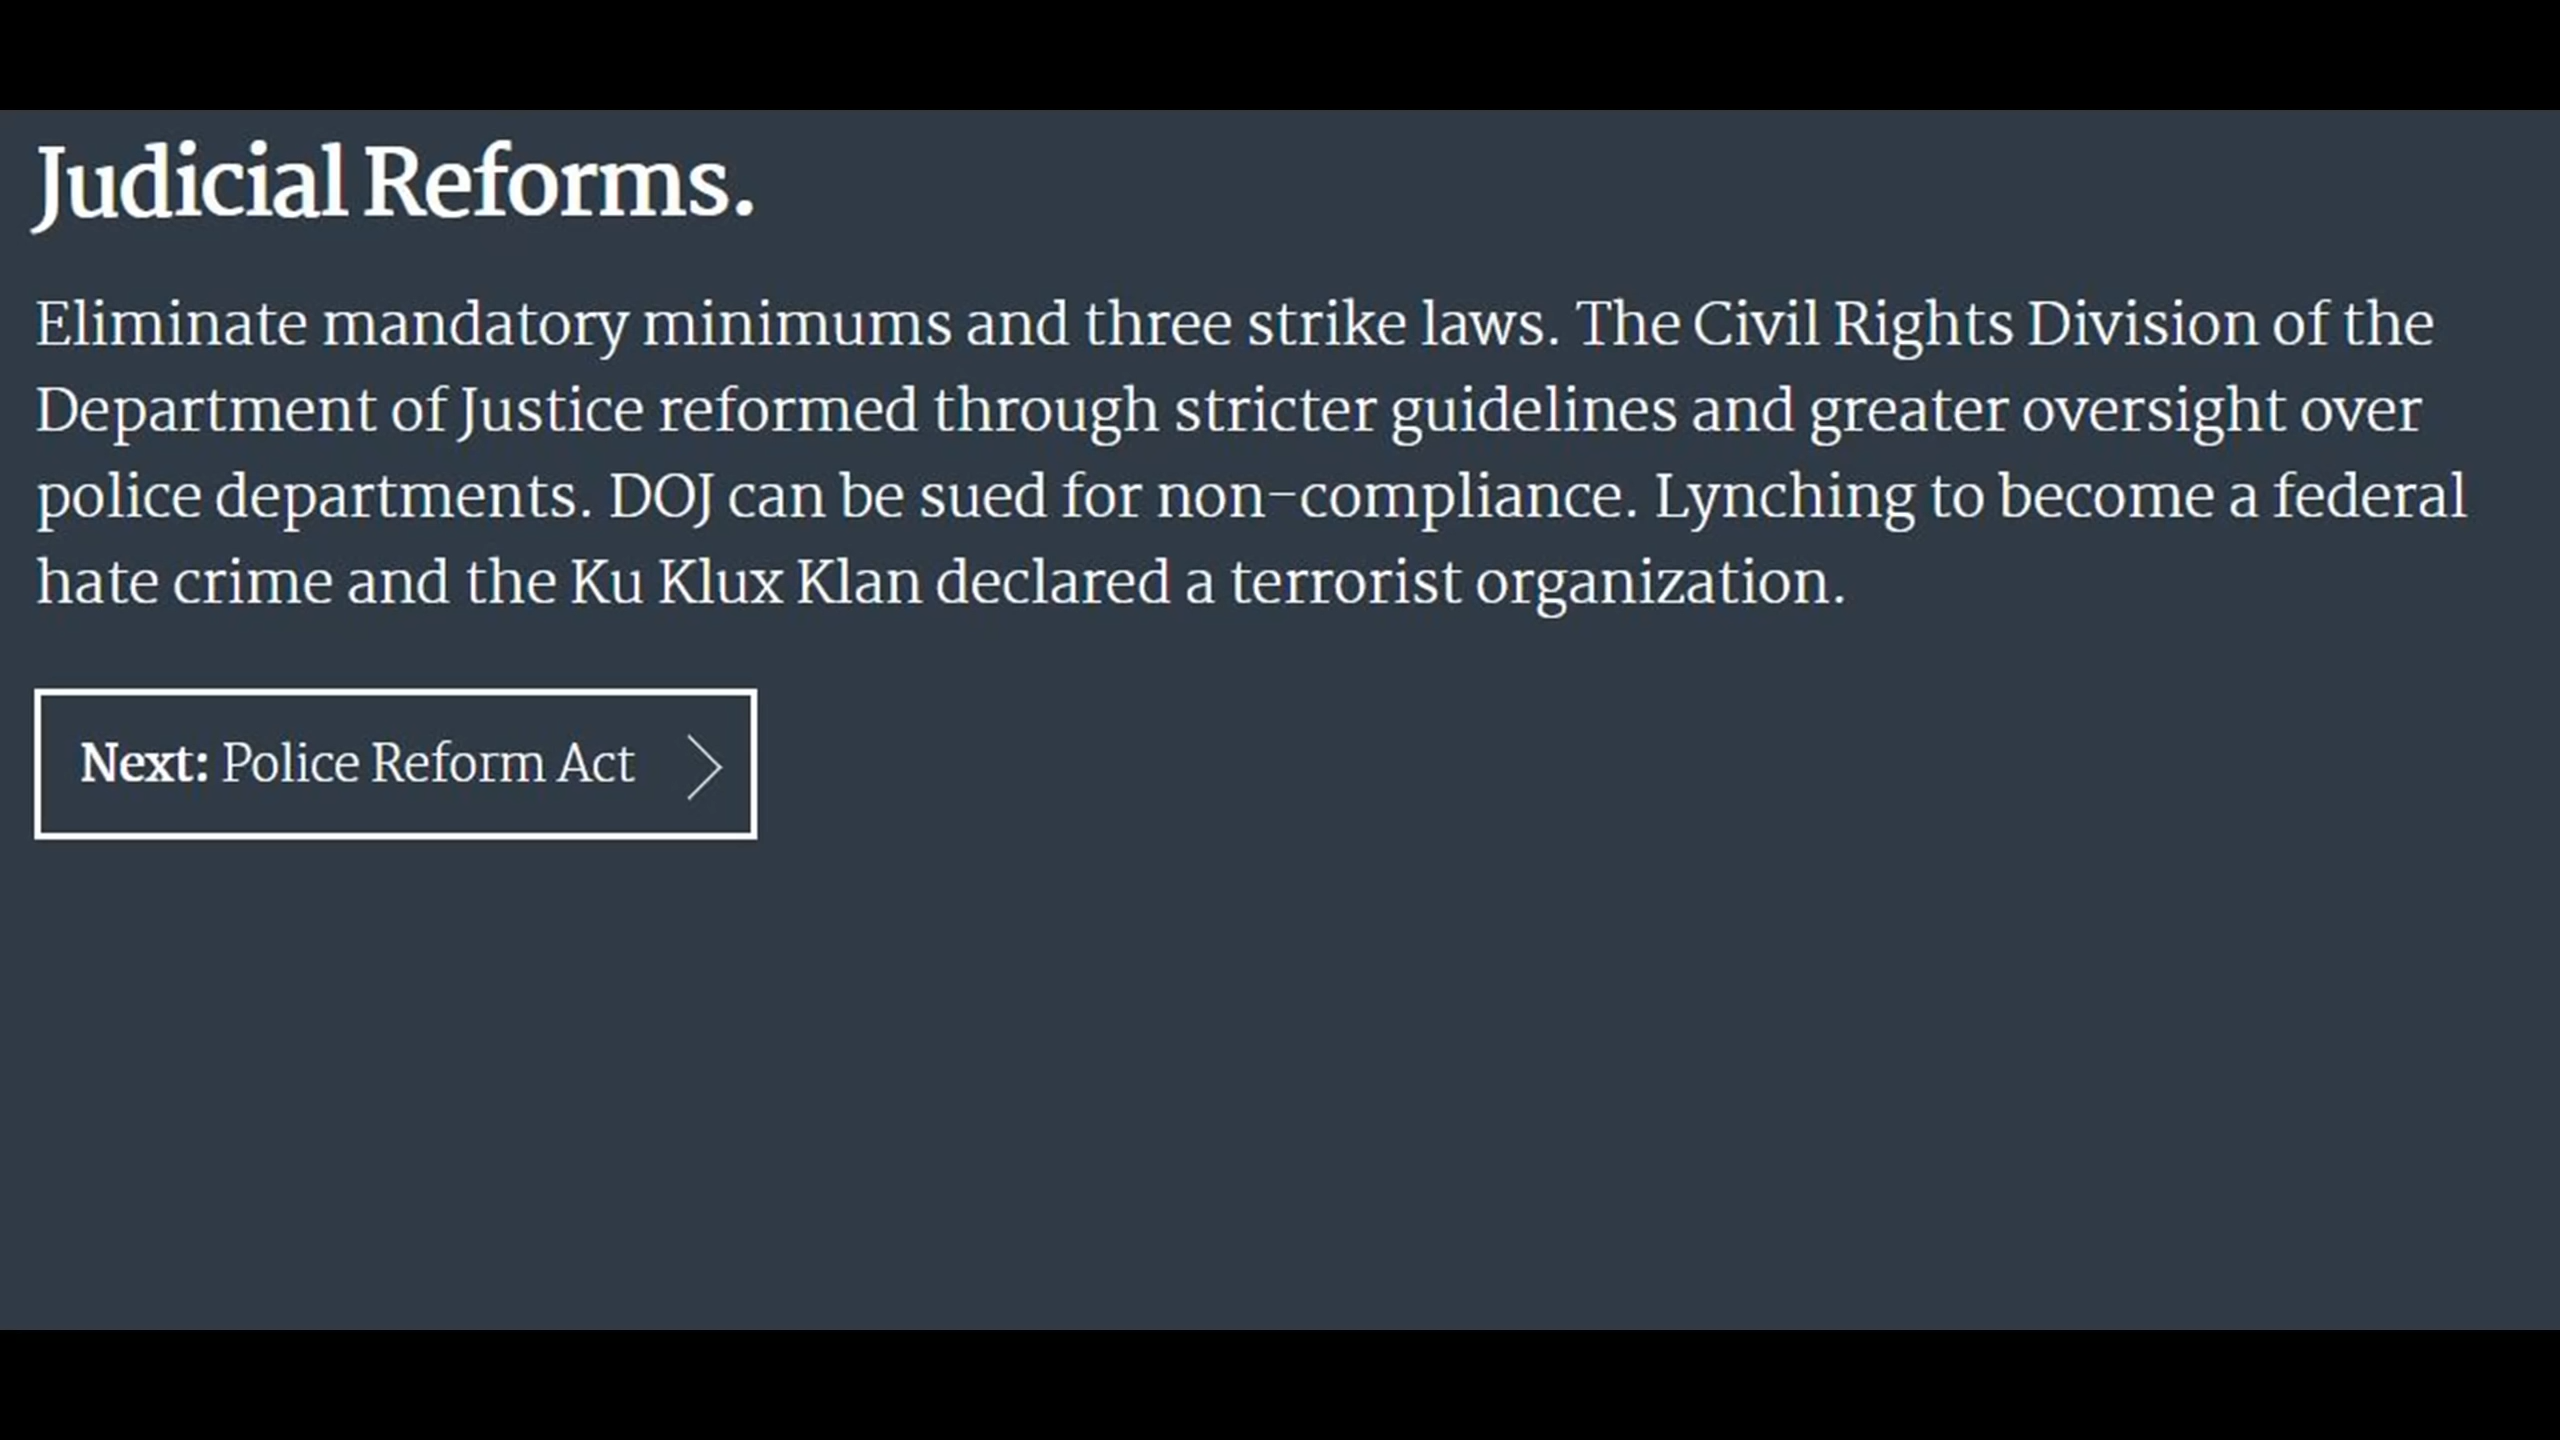 Judicial Reforms.
Eliminate mandatory minimums and three strike laws. The Civil Rights Division of the
Department of Justice reformed through stricter guidelines and greater oversight over
police departments. DOJ can be sued for non-compliance. Lynching to become a federal
hate crime and the Ku Klux Klan declared a terrorist organization.
Next: Police Reform Act